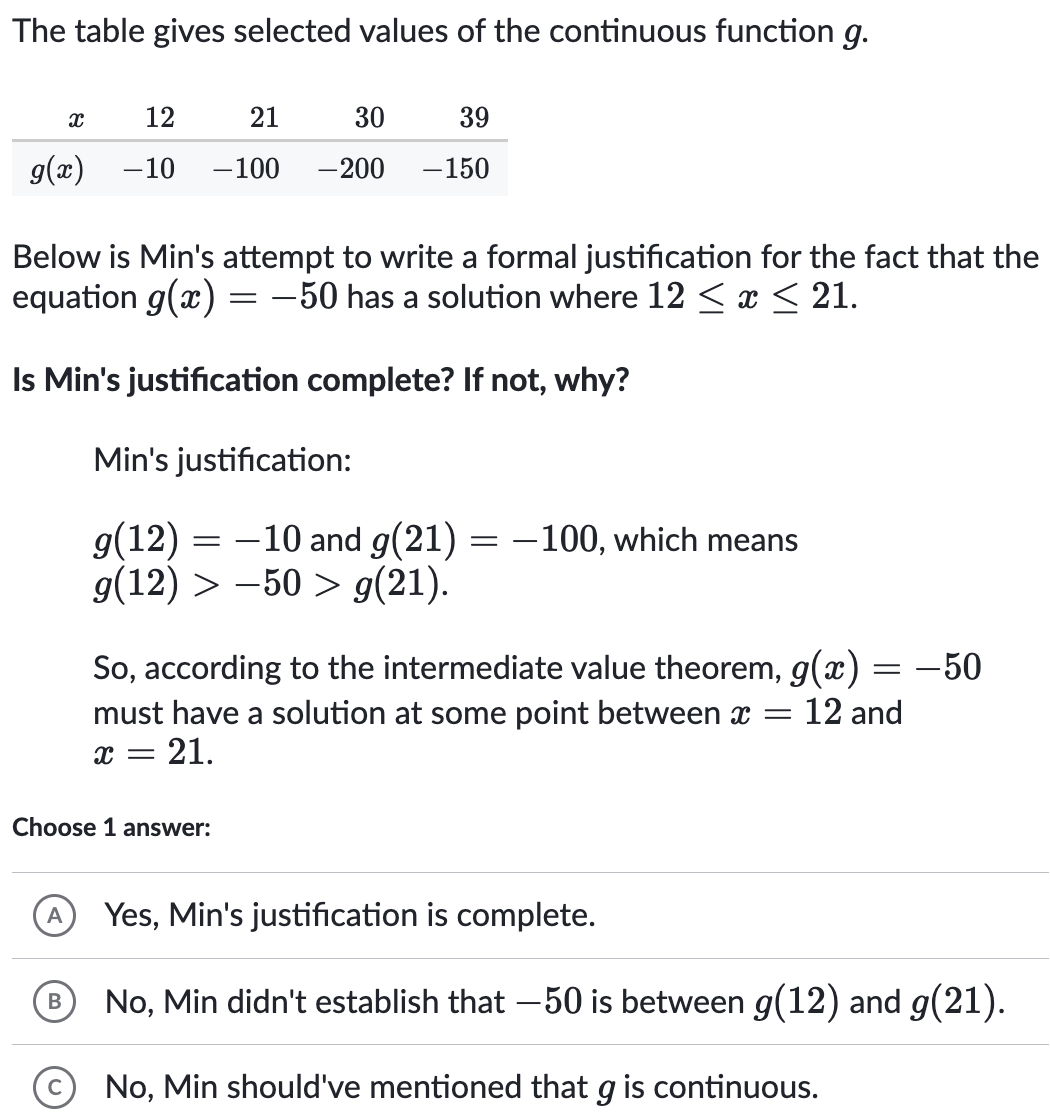 The table gives selected values of the continuous function g.
x 12 21 30 39
g(x) −10 −100 −200 −150
Below is Min's attempt to write a formal justification for the fact that the
equation g(x) = −50 has a solution where 12 ≤ x ≤ 21.
Is Min's justification complete? If not, why?
Min's justification:
g(12) = −10 and g(21) = −100, which means
g(12) > −50 > g(21).
So, according to the intermediate value theorem, g(x) = −50
must have a solution at some point between x = 12 and
x = 21.
Choose 1 answer:
A Yes, Min's justification is complete.
B No, Min didn't establish that −50 is between g(12) and g(21).
C No, Min should've mentioned that g is continuous.